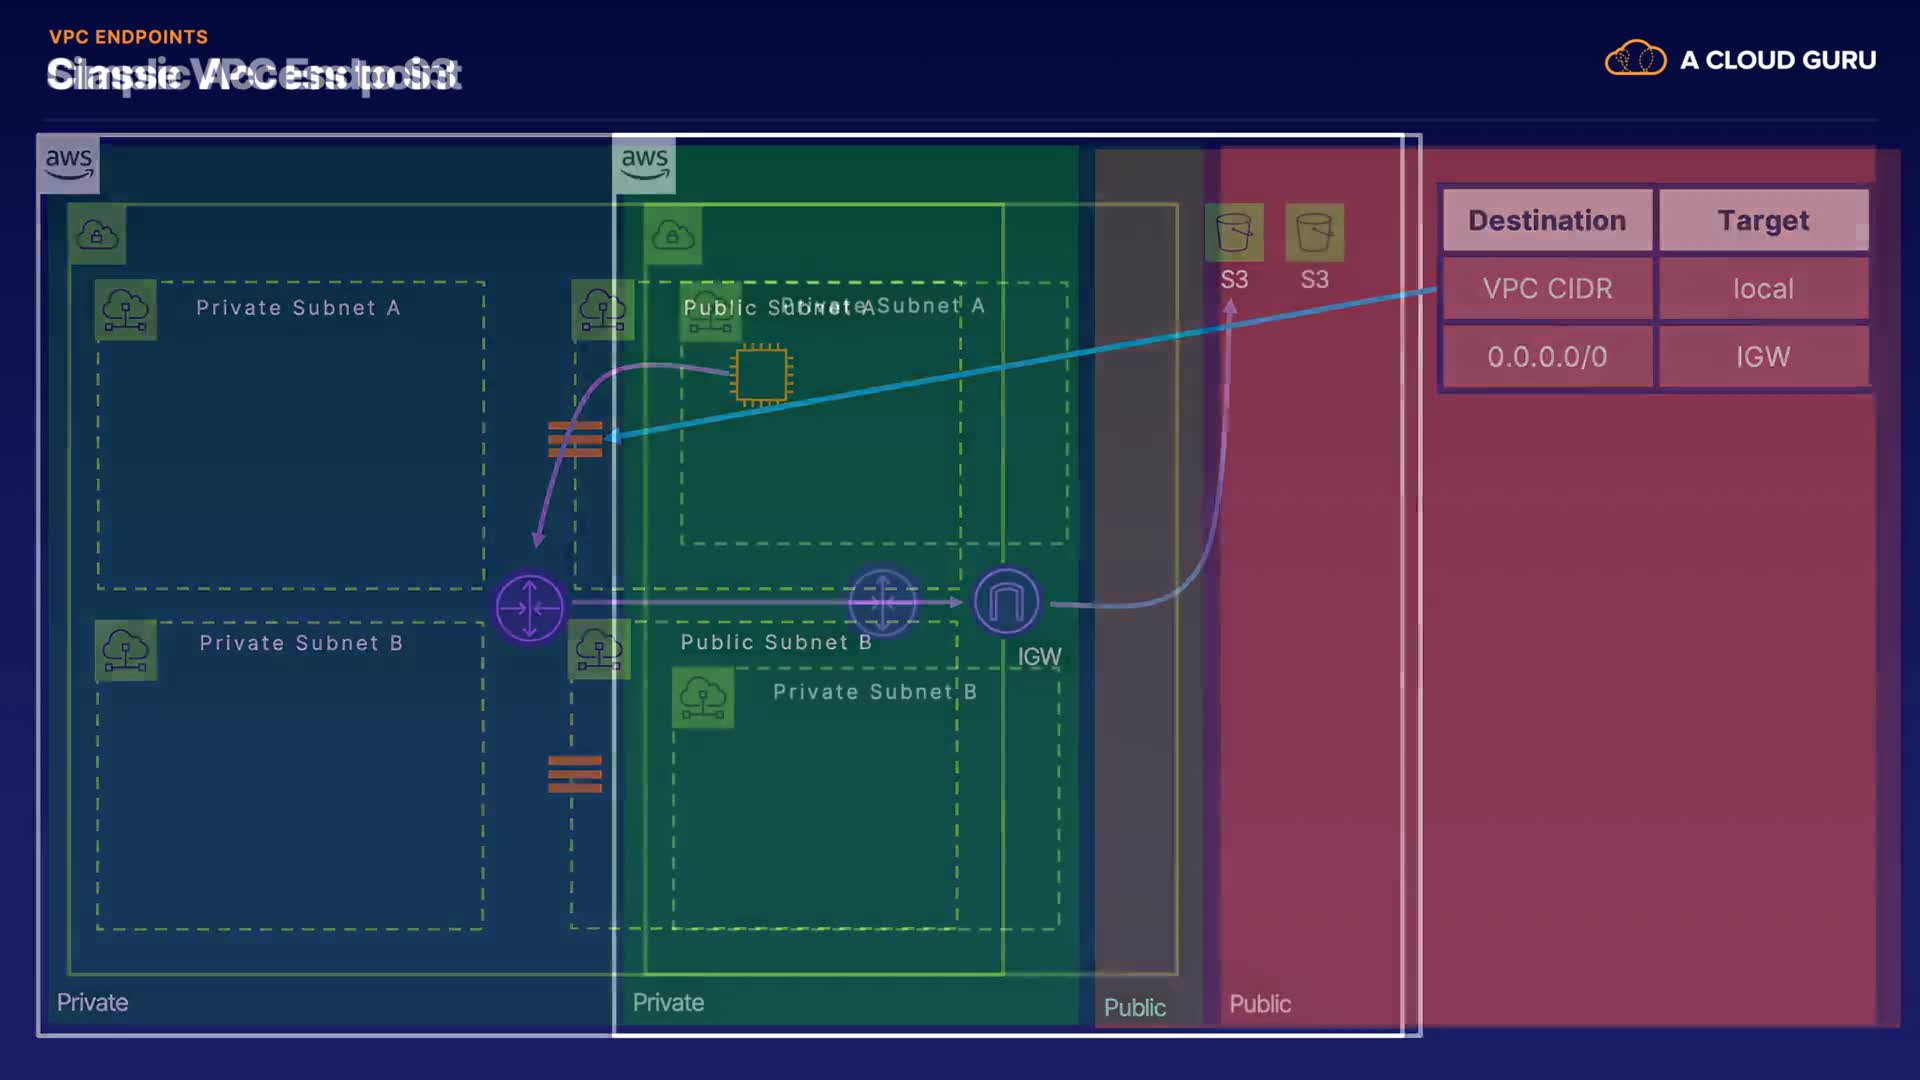 VPC ENDPOINTS
A CLOUD GURU
aws
aws
Destination Target
S3
S3
VPC CIDR local
Private Subnet A
Public Subnet A
Private Subnet A
0.0.0.0/0 IGW
Private Subnet B
Public Subnet B
IGW
Private Subnet B
Private
Private
Public
Public